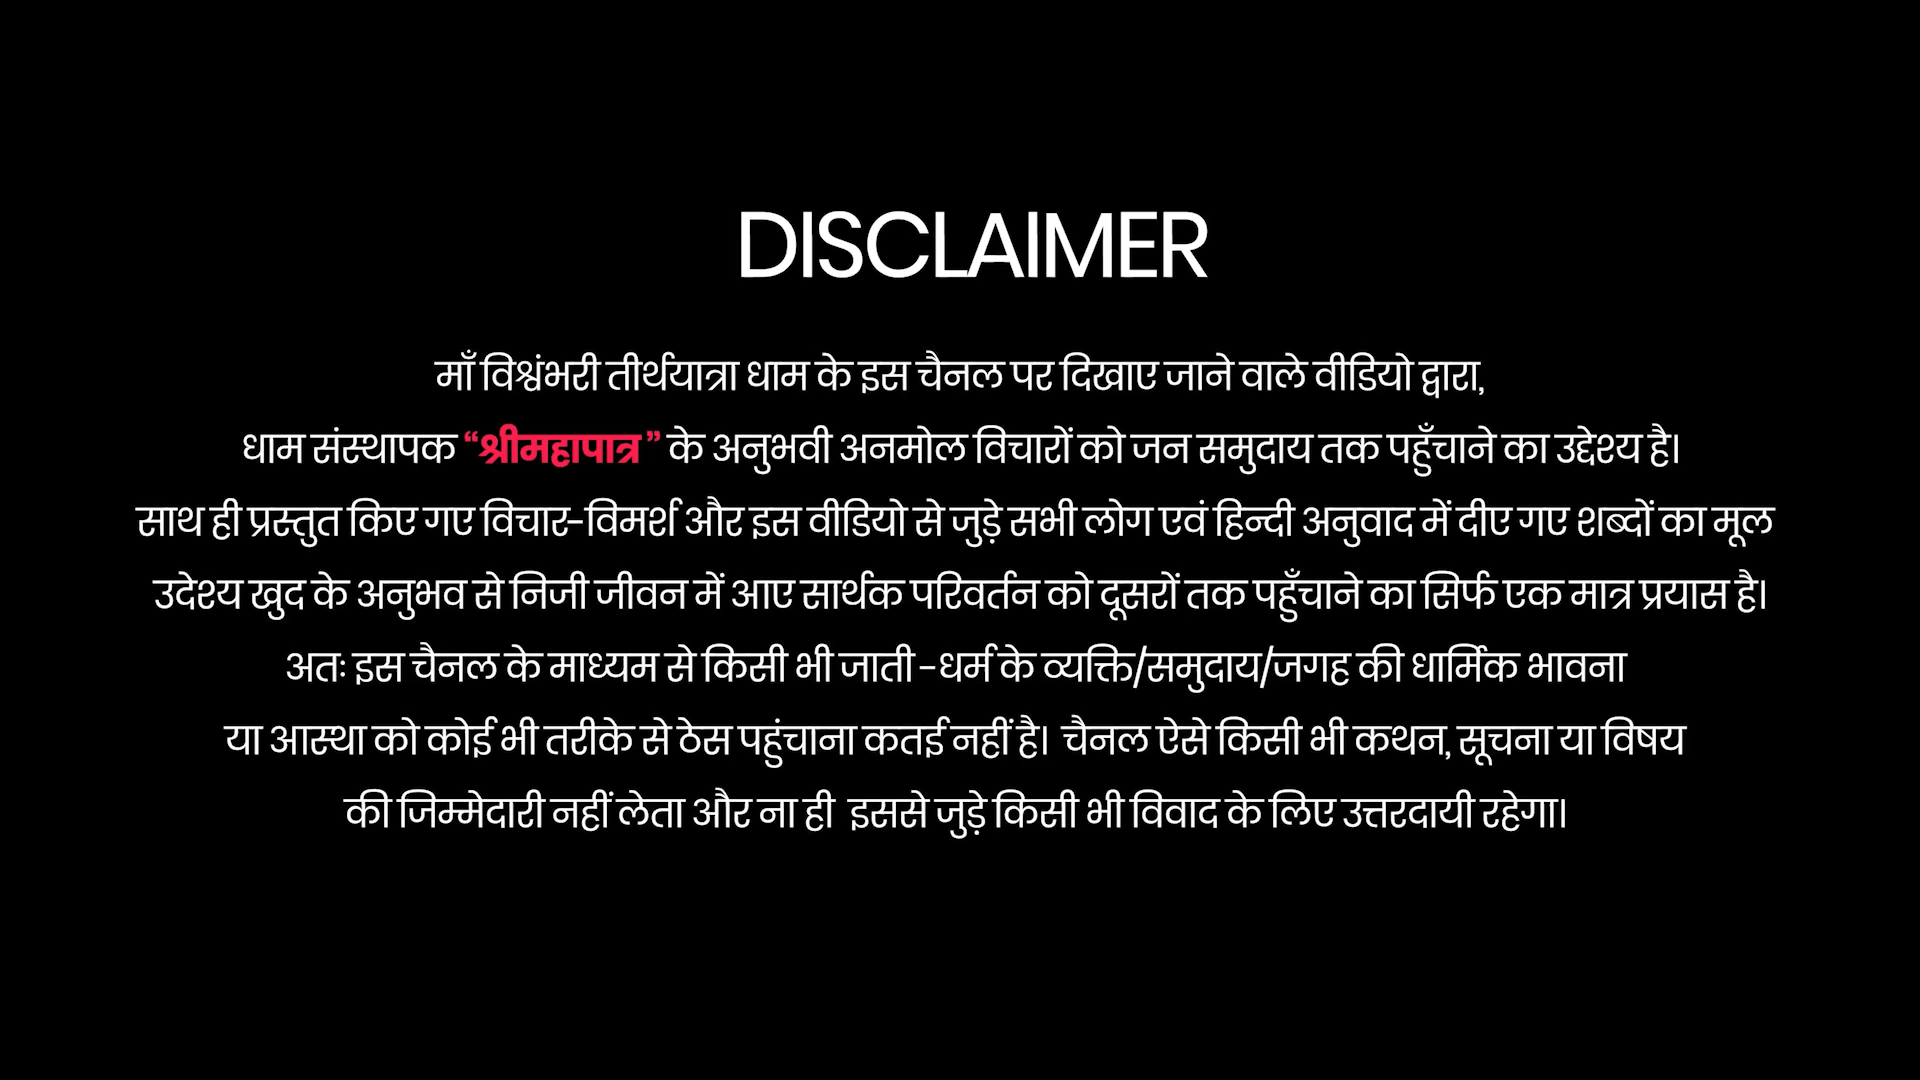 DISCLAIMER
माँ विश्वंभरी तीर्थयात्रा धाम के इस चैनल पर दिखाए जाने वाले वीडियो द्वारा,
धाम संस्थापक “श्रीमहापात्र ” के अनुभवी अनमोल विचारों को जन समुदाय तक पहुँचाने का उद्देश्य है।
साथ ही प्रस्तुत किए गए विचार-विमर्श और इस वीडियो से जुड़े सभी लोग एवं हिन्दी अनुवाद में दीए गए शब्दों का मूल
उदेश्य खुद के अनुभव से निजी जीवन में आए सार्थक परिवर्तन को दूसरों तक पहुँचाने का सिर्फ एक मात्र प्रयास है।
अतः इस चैनल के माध्यम से किसी भी जाती-धर्म के व्यक्ति/समुदाय/जगह की धार्मिक भावना
या आस्था को कोई भी तरीके से ठेस पहुंचाना कतई नहीं है। चैनल ऐसे किसी भी कथन, सूचना या विषय
की जिम्मेदारी नहीं लेता और ना ही इससे जुड़े किसी भी विवाद के लिए उत्तरदायी रहेगा।